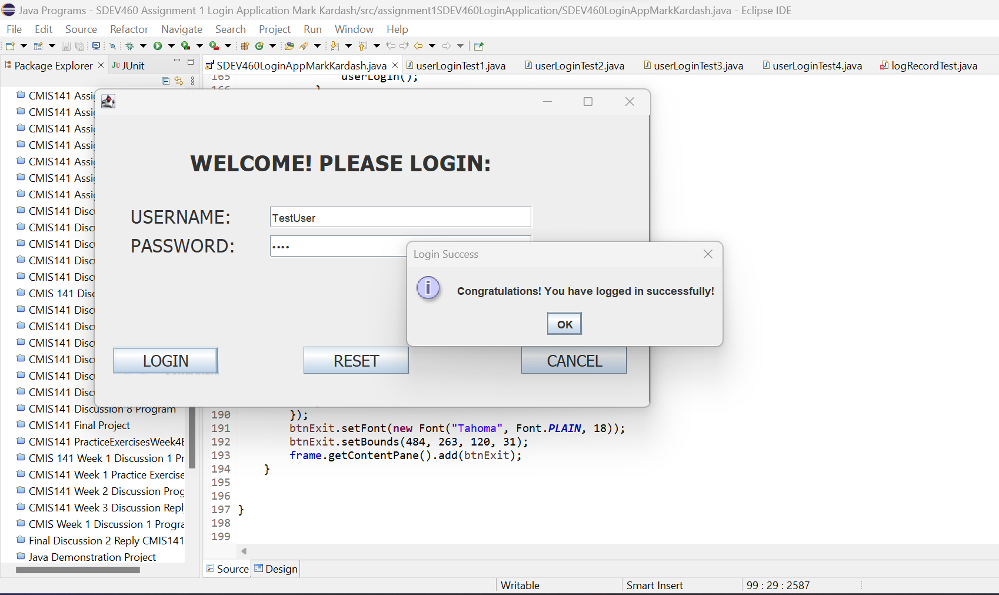 Java Programs - SDEV460 Assignment 1 Login Application Mark Kardash/src/assignment1SDEV460LoginApplication/SDEV460LoginAppMarkKardash.java - Eclipse IDE
File Edit Source Refactor Navigate Search Project Run Window Help
Package Explorer JUnit
SDEV460LoginAppMarkKardash.java userLoginTest1.java userLoginTest2.java userLoginTest3.java userLoginTest4.java logRecordTest.java
CMIS141 Assi
CMIS141 Assi
CMIS141 Assi
CMIS141 Assi
CMIS141 Assi
CMIS141 Assi
CMIS141 Assi
CMIS141 Disc
CMIS141 Disc
CMIS141 Disc
CMIS141 Disc
CMIS141 Disc
CMIS 141 Disc
CMIS141 Disc
CMIS141 Disc
CMIS141 Disc
CMIS141 Disc
CMIS141 Disc
CMIS141 Disc
CMIS141 Discussion 8 Program
CMIS141 Final Project
CMIS141 PracticeExercisesWeek4E
CMIS 141 Week 1 Discussion 1 Pr
CMIS141 Week 1 Practice Exercise
CMIS141 Week 2 Discussion Prog
CMIS141 Week 3 Discussion Repl
CMIS Week 1 Discussion 1 Progra
Final Discussion 2 Reply CMIS141
Java Demonstration Project
165 userLogin();
166 }
WELCOME! PLEASE LOGIN:
USERNAME: TestUser
PASSWORD: ••••
Login Success
Congratulations! You have logged in successfully!
OK
LOGIN RESET CANCEL
190 });
191 btnExit.setFont(new Font("Tahoma", Font.PLAIN, 18));
192 btnExit.setBounds(484, 263, 120, 31);
193 frame.getContentPane().add(btnExit);
194 }
195
196
197 }
198
199
Source Design
Writable Smart Insert 99 : 29 : 2587